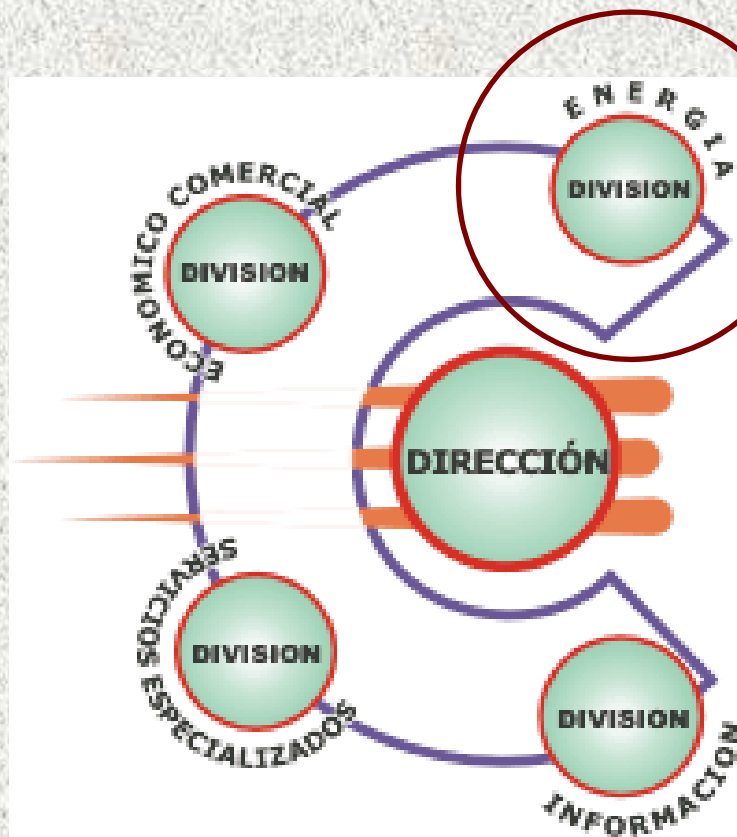 ENERGIA
DIVISION
ECONOMICO COMERCIAL
DIVISION
DIRECCIÓN
SERVICIOS ESPECIALIZADOS
DIVISION
DIVISION
INFORMACION